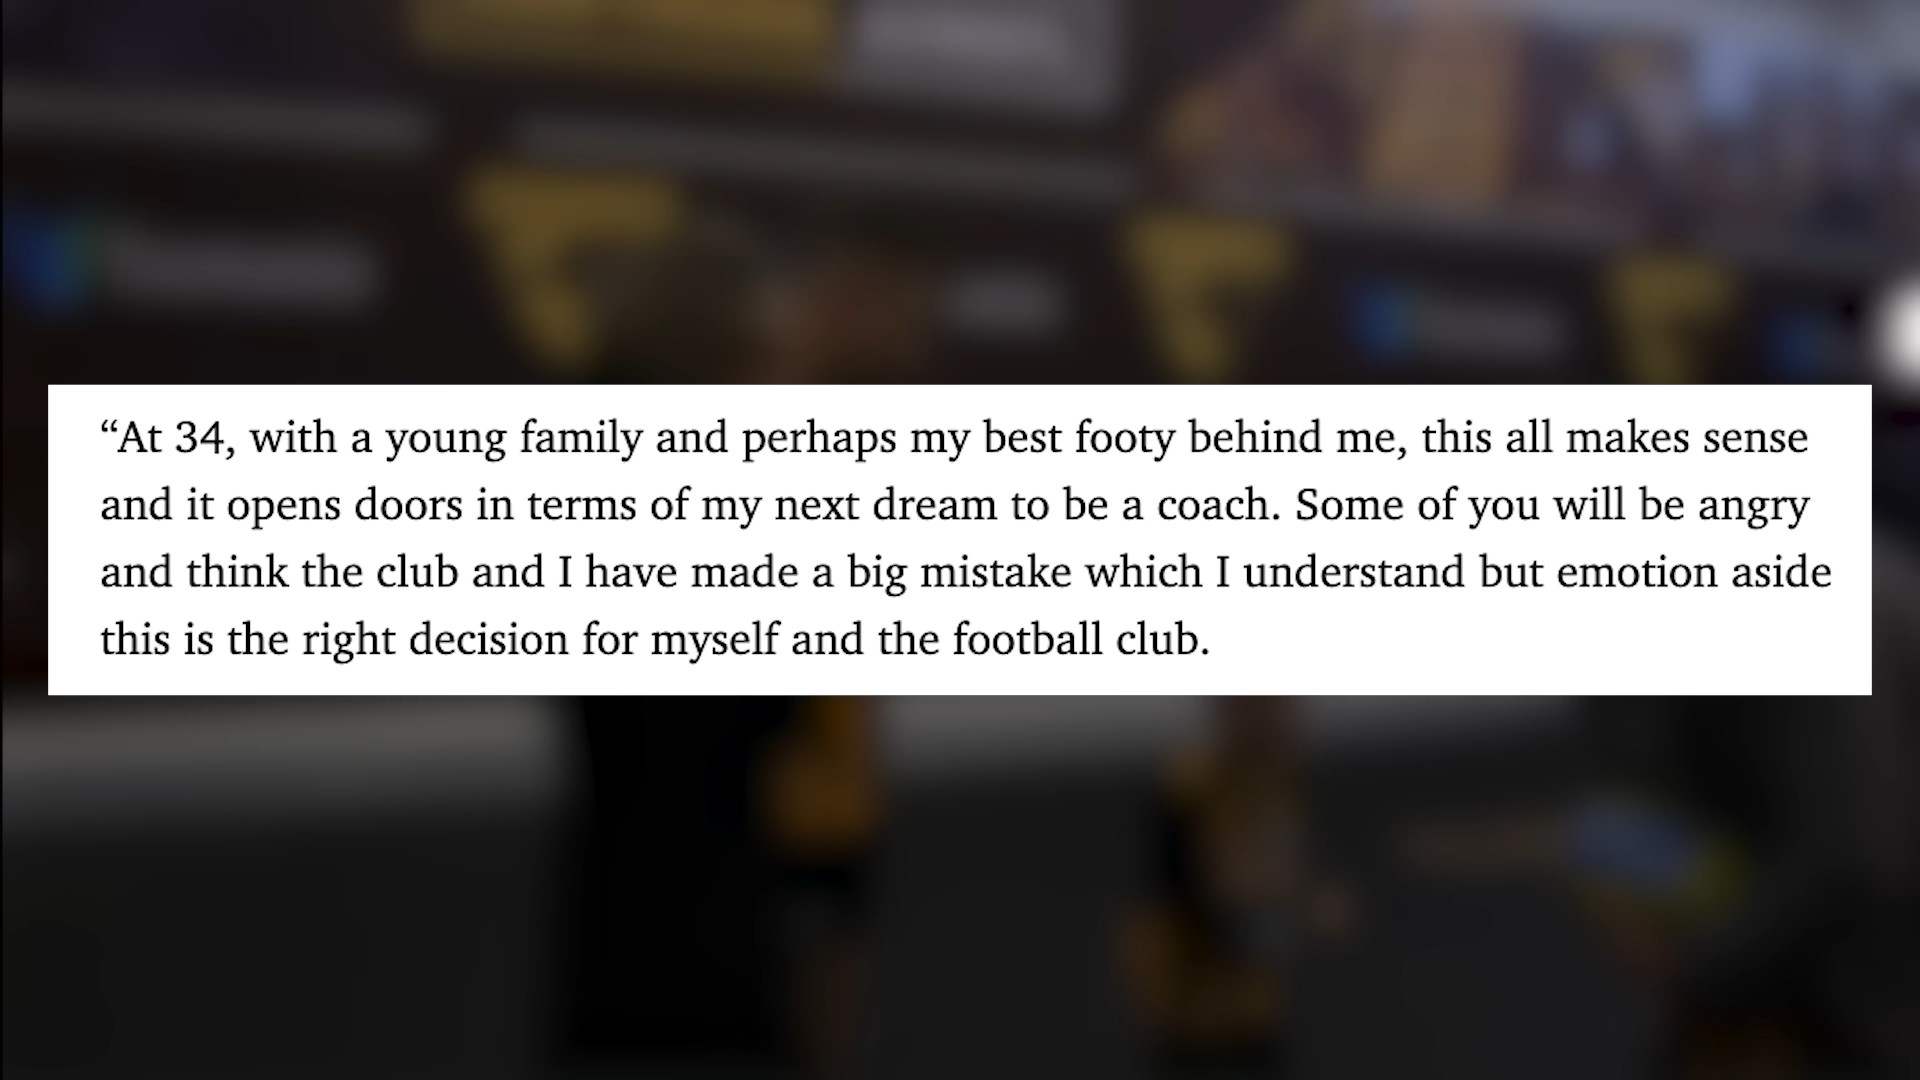 “At 34, with a young family and perhaps my best footy behind me, this all makes sense
and it opens doors in terms of my next dream to be a coach. Some of you will be angry
and think the club and I have made a big mistake which I understand but emotion aside
this is the right decision for myself and the football club.